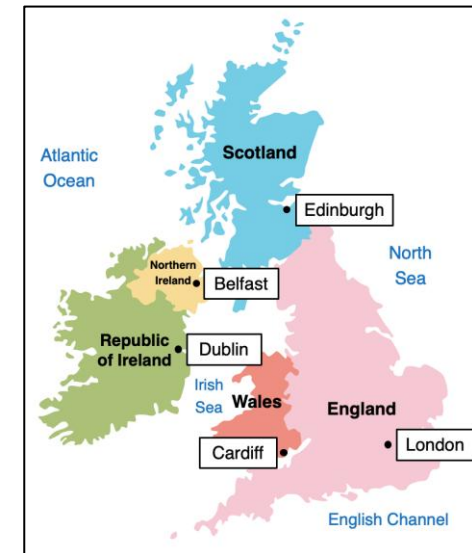 Scotland
Atlantic
Ocean
Edinburgh
North
Sea
Northern
Ireland
Belfast
Republic
of Ireland
Dublin
Irish
Sea
Wales
England
Cardiff
London
English Channel